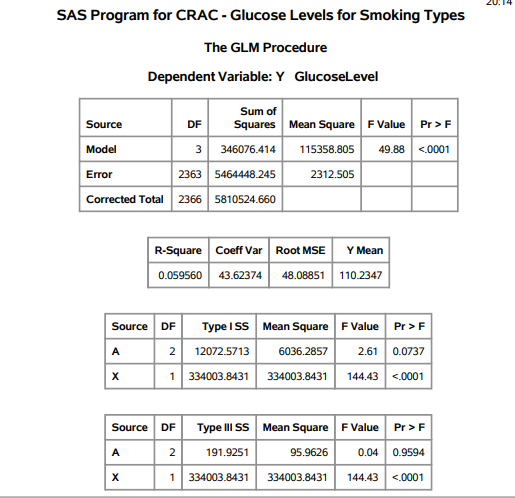 20:14
SAS Program for CRAC - Glucose Levels for Smoking Types
The GLM Procedure
Dependent Variable: Y GlucoseLevel
Source DF Sum of Squares Mean Square F Value Pr > F
Model 3 346076.414 115358.805 49.88 <.0001
Error 2363 5464448.245 2312.505
Corrected Total 2366 5810524.660
R-Square Coeff Var Root MSE Y Mean
0.059560 43.62374 48.08851 110.2347
Source DF Type I SS Mean Square F Value Pr > F
A 2 12072.5713 6036.2857 2.61 0.0737
X 1 334003.8431 334003.8431 144.43 <.0001
Source DF Type III SS Mean Square F Value Pr > F
A 2 191.9251 95.9626 0.04 0.9594
X 1 334003.8431 334003.8431 144.43 <.0001